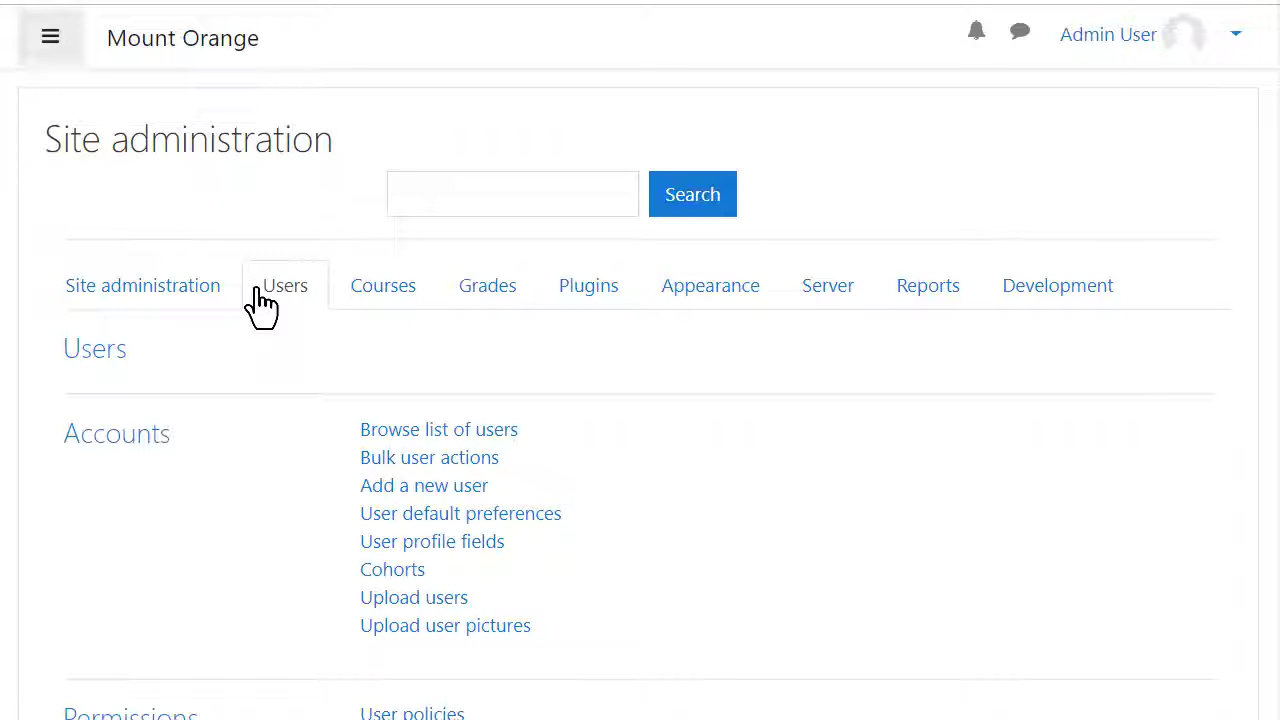 Mount Orange
Admin User
Site administration
Search
Site administration Users Courses Grades Plugins Appearance Server Reports Development
Users
Accounts
Browse list of users
Bulk user actions
Add a new user
User default preferences
User profile fields
Cohorts
Upload users
Upload user pictures
Permissions
User policies